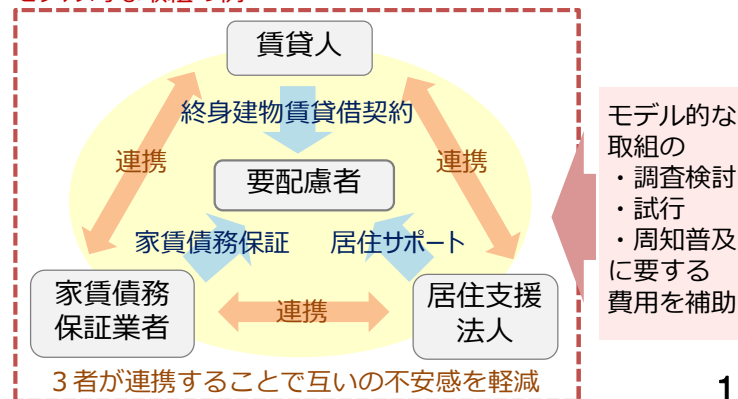 賃貸人
終身建物賃貸借契約
連携
連携
要配慮者
家賃債務保証
居住サポート
家賃債務
保証業者
連携
居住支援
法人
３者が連携することで互いの不安感を軽減
モデル的な
取組の
・調査検討
・試行
・周知普及
に要する
費用を補助
1